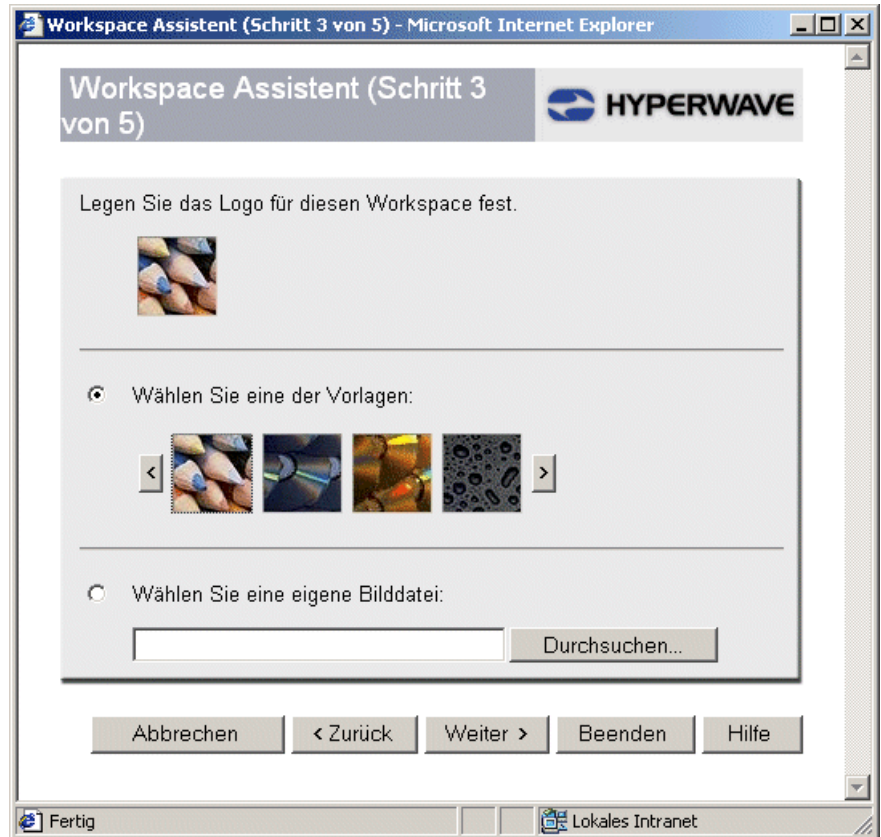 Workspace Assistent (Schritt 3 von 5) - Microsoft Internet Explorer
Workspace Assistent (Schritt 3
von 5)
HYPERWAVE
Legen Sie das Logo für diesen Workspace fest.
Wählen Sie eine der Vorlagen:
< >
Wählen Sie eine eigene Bilddatei:
Durchsuchen...
Abbrechen < Zurück Weiter > Beenden Hilfe
Fertig Lokales Intranet